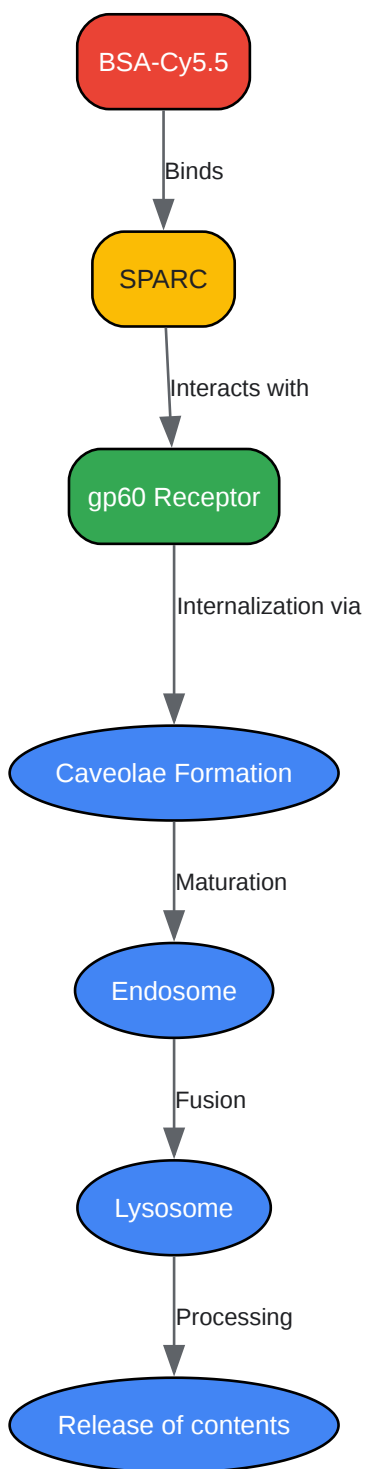 BSA-Cy5.5
Binds
SPARC
Interacts with
gp60 Receptor
Internalization via
Caveolae Formation
Maturation
Endosome
Fusion
Lysosome
Processing
Release of contents